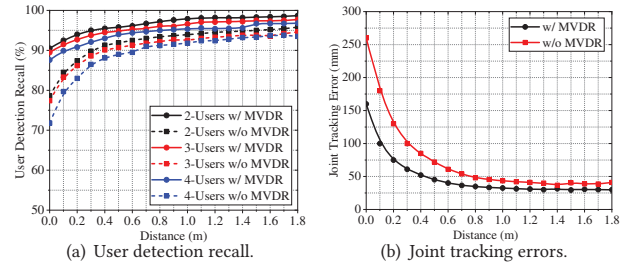 100
90
80
70
60
50
User Detection Recall (%)
2-Users w/ MVDR
2-Users w/o MVDR
3-Users w/ MVDR
3-Users w/o MVDR
4-Users w/ MVDR
4-Users w/o MVDR
0.0 0.2 0.4 0.6 0.8 1.0 1.2 1.4 1.6 1.8
Distance (m)
(a) User detection recall.
300
250
200
150
100
50
0
Joint Tracking Error (mm)
w/ MVDR
w/o MVDR
0.0 0.2 0.4 0.6 0.8 1.0 1.2 1.4 1.6 1.8
Distance (m)
(b) Joint tracking errors.